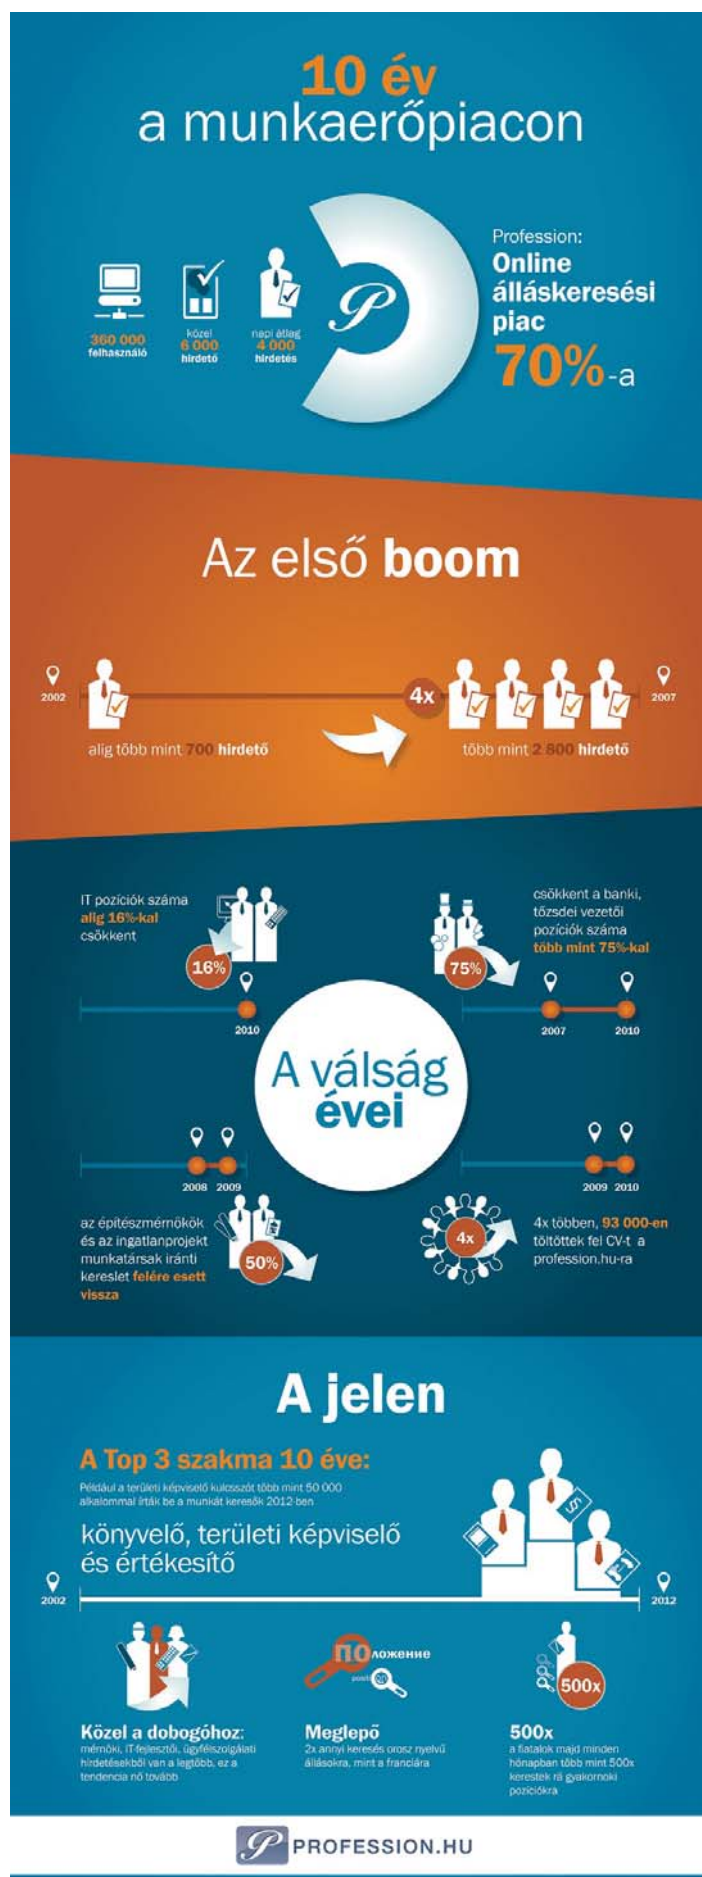 10 év
a munkaerőpiacon
Profession:
Online
álláskeresési
piac
70%-a
360 000
felhasználó
közel
6 000
hirdető
napi átlag
4 000
hirdetés
Az első boom
2002
4x
2007
alig több mint 700 hirdető
több mint 2 800 hirdető
IT pozíciók száma
alig 16%-kal
csökkent
16%
2010
csökkent a banki,
tőzsdei vezetői
pozíciók száma
több mint 75%-kal
75%
2007
2010
A válság
évei
2008
2009
az építészmérnökök
és az ingatlanprojekt
munkatársak iránti
kereslet felére esett
vissza
50%
2009
2010
4x
4x többen, 93 000-en
töltöttek fel CV-t a
profession.hu-ra
A jelen
A Top 3 szakma 10 éve:
Például a területi képviselő kulcsszót több mint 50 000
alkalommal írták be a munkát keresők 2012-ben
könyvelő, területi képviselő
és értékesítő
§
2002
2012
Közel a dobogóhoz:
mérnöki, IT-fejlesztői, ügyfélszolgálati
hirdetésekből van a legtöbb, ez a
tendencia nő tovább
положение
Meglepő
2x annyi keresés orosz nyelvű
állásokra, mint a franciára
500x
500x
a fiatalok majd minden
hónapban több mint 500x
kerestek rá gyakornoki
pozíciókra
P PROFESSION.HU